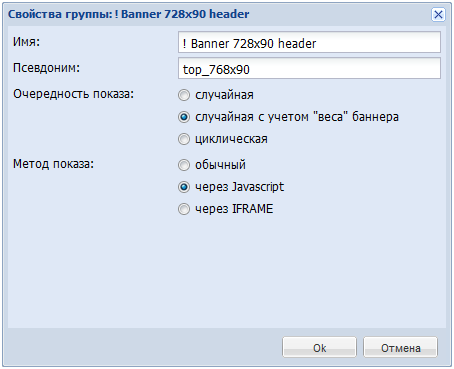 Свойства группы: ! Banner 728x90 header
Имя: ! Banner 728x90 header
Псевдоним: top_768x90
Очередность показа: случайная
случайная с учетом "веса" баннера
циклическая
Метод показа: обычный
через Javascript
через IFRAME
Ok Отмена